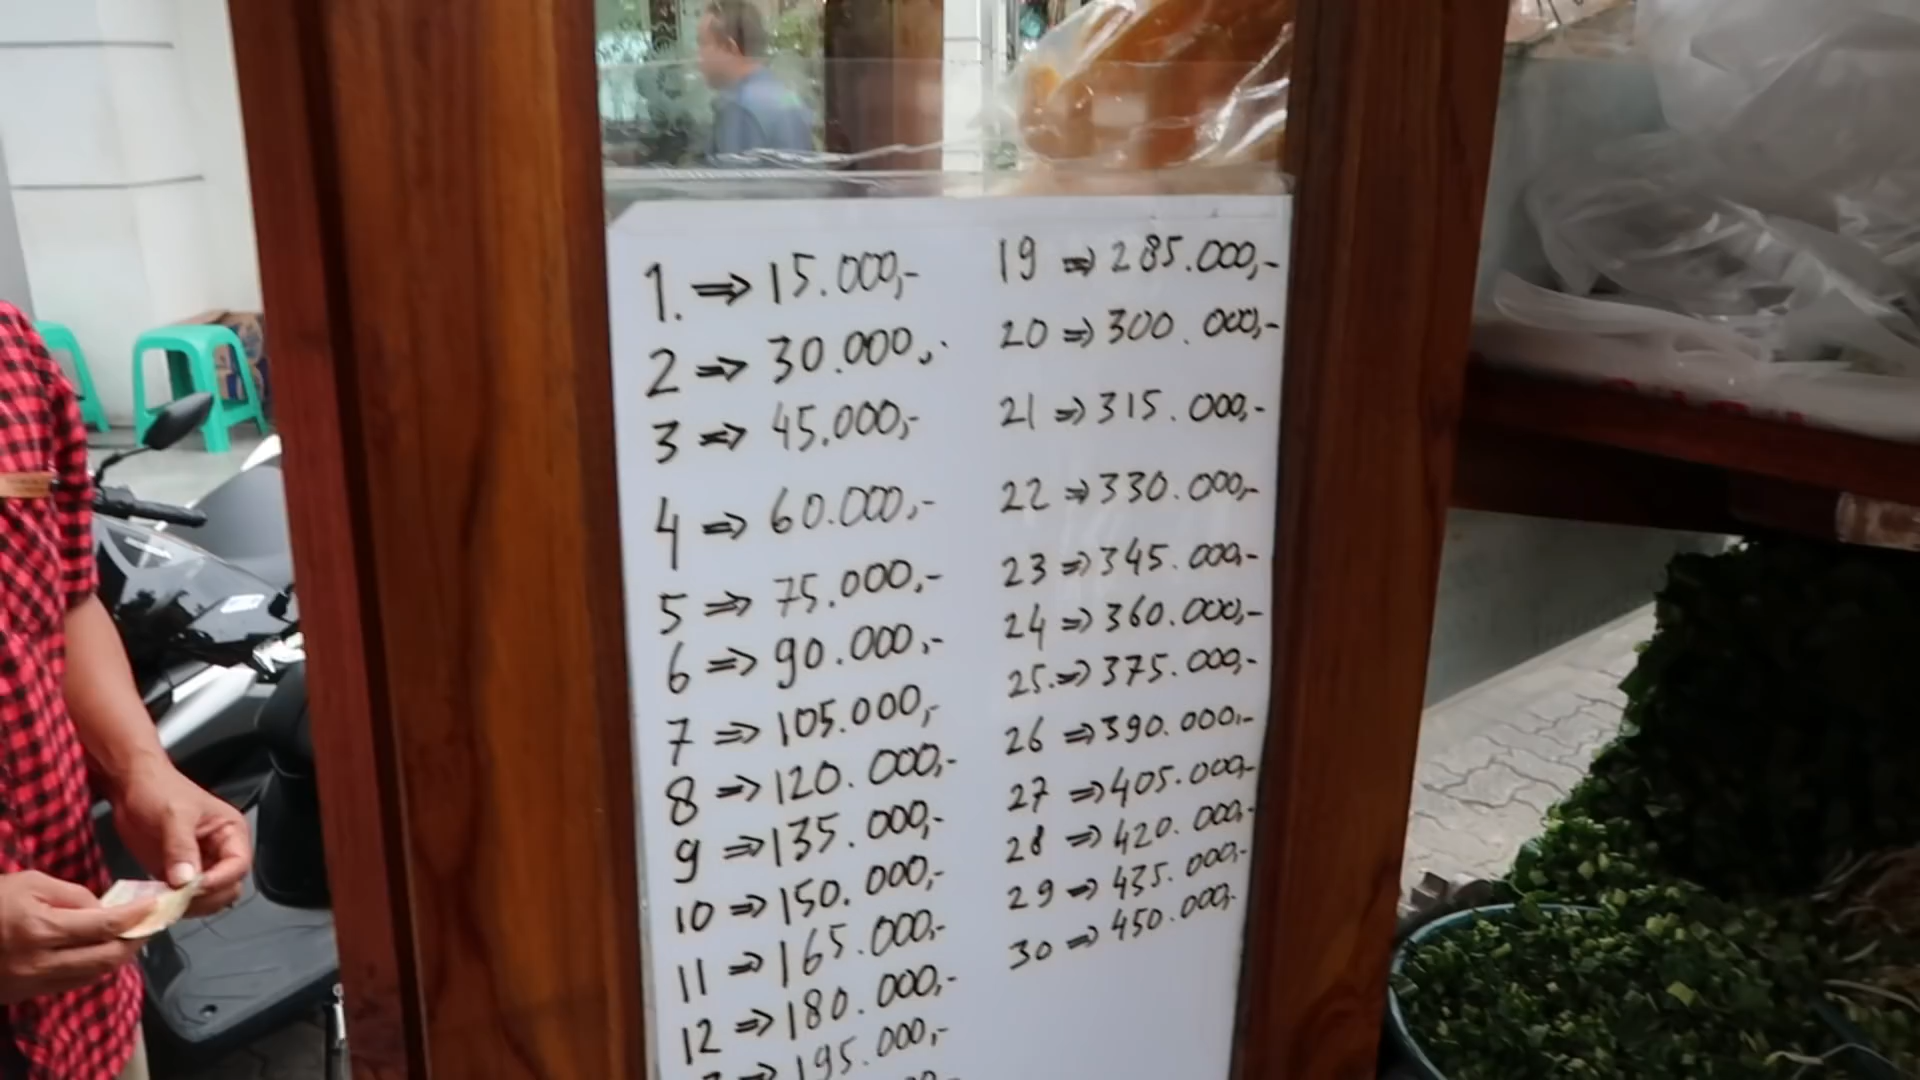 1. ⇒ 15.000,-
2 ⇒ 30.000,-
3 ⇒ 45.000,-
4 ⇒ 60.000,-
5 ⇒ 75.000,-
6 ⇒ 90.000,-
7 ⇒ 105.000,-
8 ⇒ 120.000,-
9 ⇒ 135.000,-
10 ⇒ 150.000,-
11 ⇒ 165.000,-
12 ⇒ 180.000,-
⇒ 195.000,-
19 ⇒ 285.000,-
20 ⇒ 300.000,-
21 ⇒ 315.000,-
22 ⇒ 330.000,-
23 ⇒ 345.000,-
24 ⇒ 360.000,-
25. ⇒ 375.000,-
26 ⇒ 390.000,-
27 ⇒ 405.000,-
28 ⇒ 420.000,-
29 ⇒ 435.000,-
30 ⇒ 450.000,-